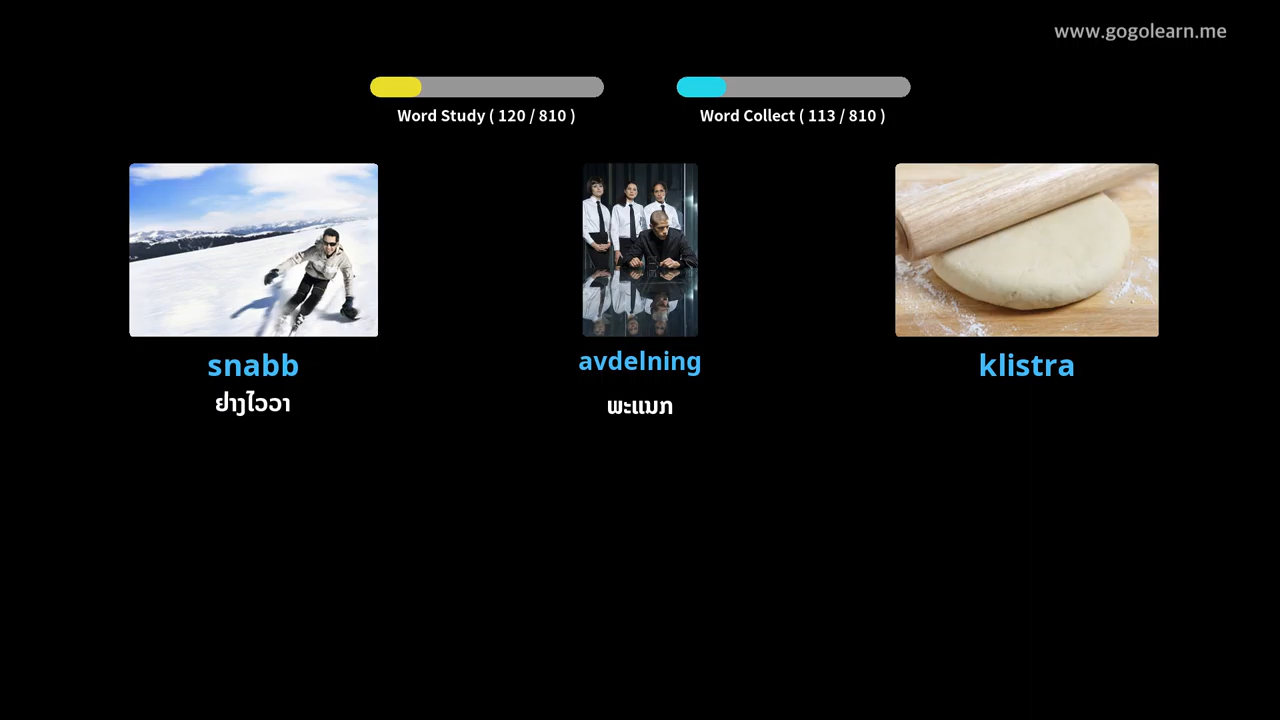 www.gogolearn.me
Word Study ( 120 / 810 )
Word Collect ( 113 / 810 )
snabb
ຢ່າງໄວວາ
avdelning
ພະແນກ
klistra